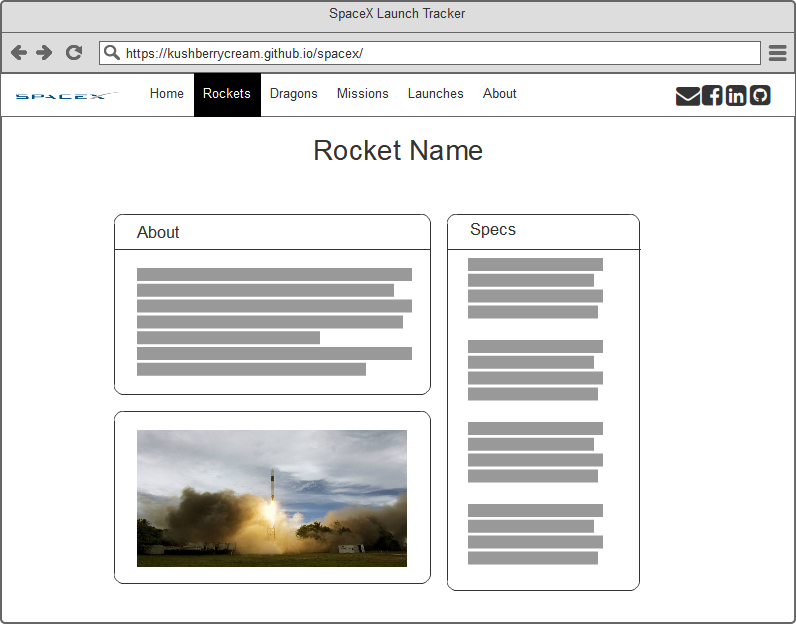 SpaceX Launch Tracker
https://kushberrycream.github.io/spacex/
SPACEX Home Rockets Dragons Missions Launches About
Rocket Name
About
Specs